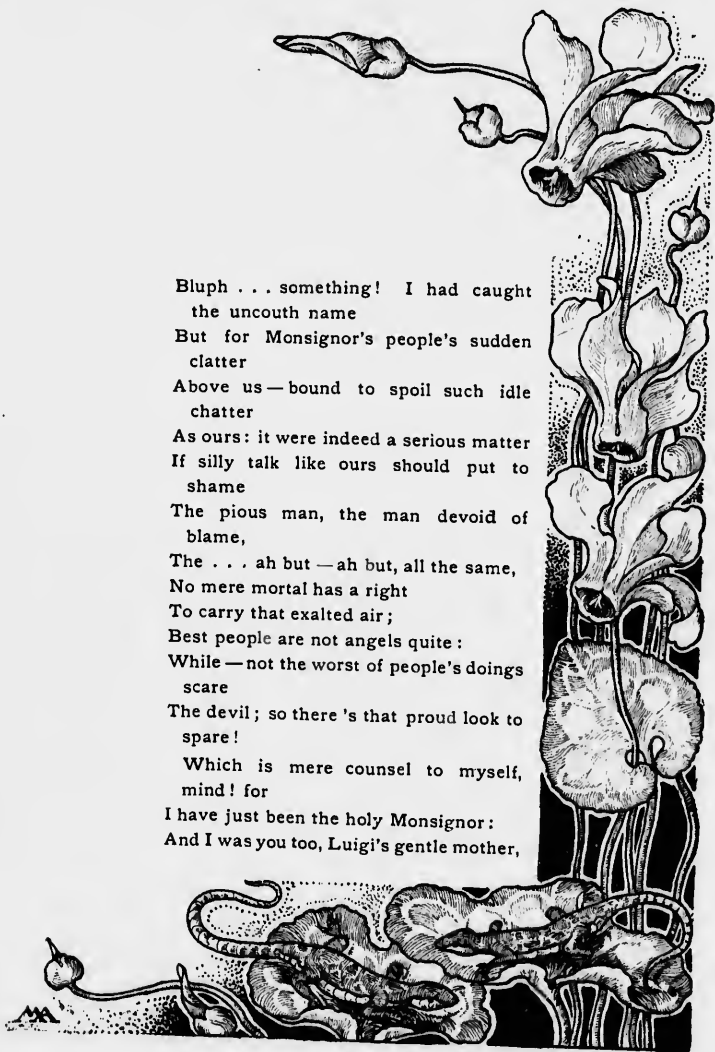 Bluph . . . something! I had caught
the uncouth name
But for Monsignor's people's sudden
clatter
Above us — bound to spoil such idle
chatter
As ours: it were indeed a serious matter
If silly talk like ours should put to
shame
The pious man, the man devoid of
blame,
The . . . ah but — ah but, all the same,
No mere mortal has a right
To carry that exalted air;
Best people are not angels quite:
While — not the worst of people's doings
scare
The devil; so there 's that proud look to
spare!
Which is mere counsel to myself,
mind! for
I have just been the holy Monsignor:
And I was you too, Luigi's gentle mother,